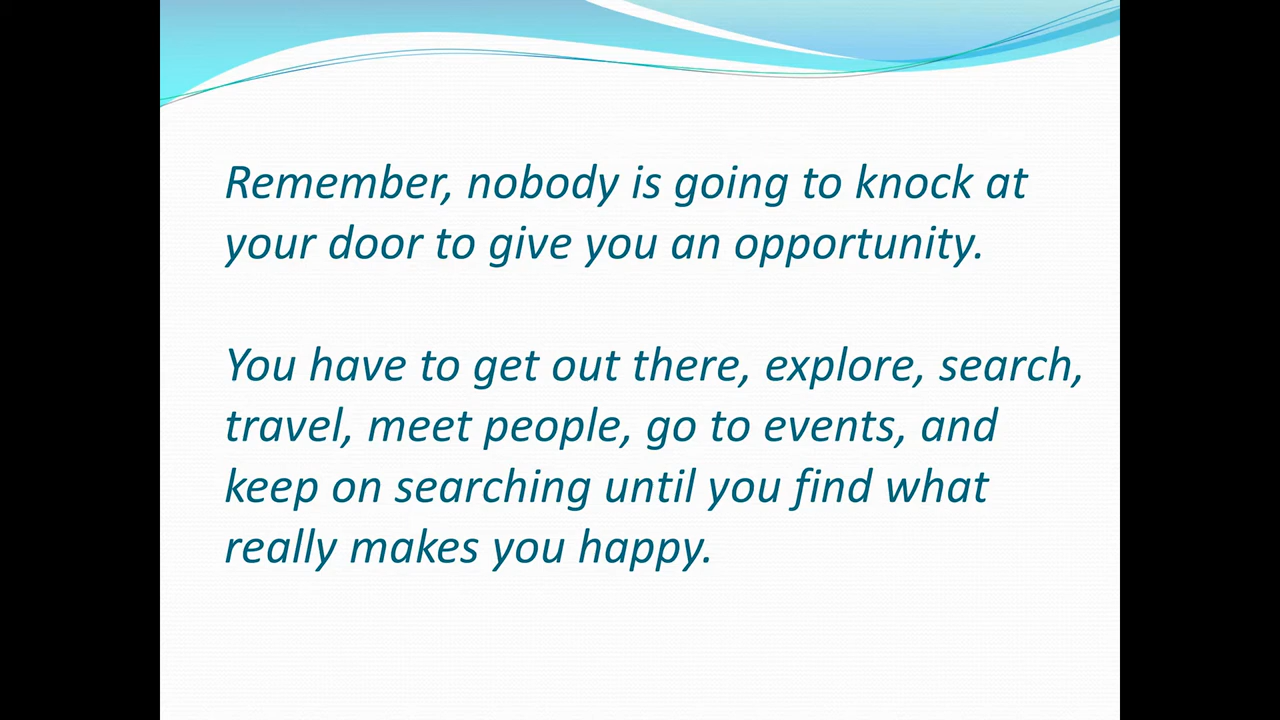 Remember, nobody is going to knock at
your door to give you an opportunity.
You have to get out there, explore, search,
travel, meet people, go to events, and
keep on searching until you find what
really makes you happy.